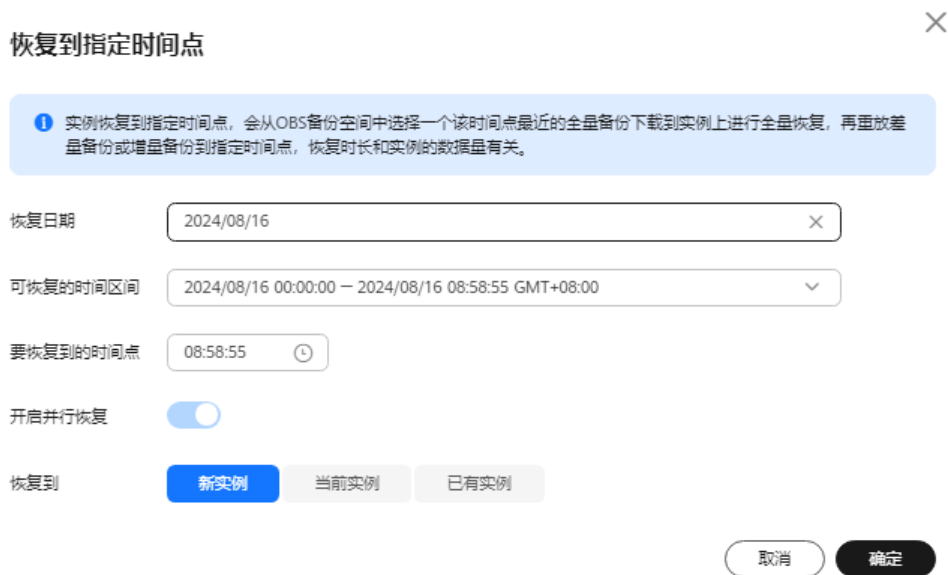 恢复到指定时间点
实例恢复到指定时间点，会从OBS备份空间中选择一个该时间点最近的全量备份下载到实例上进行全量恢复，再重放差
量备份或增量备份到指定时间点，恢复时长和实例的数据量有关。
恢复日期 2024/08/16
可恢复的时间区间 2024/08/16 00:00:00 — 2024/08/16 08:58:55 GMT+08:00
要恢复到的时间点 08:58:55
开启并行恢复
恢复到 新实例 当前实例 已有实例
取消 确定